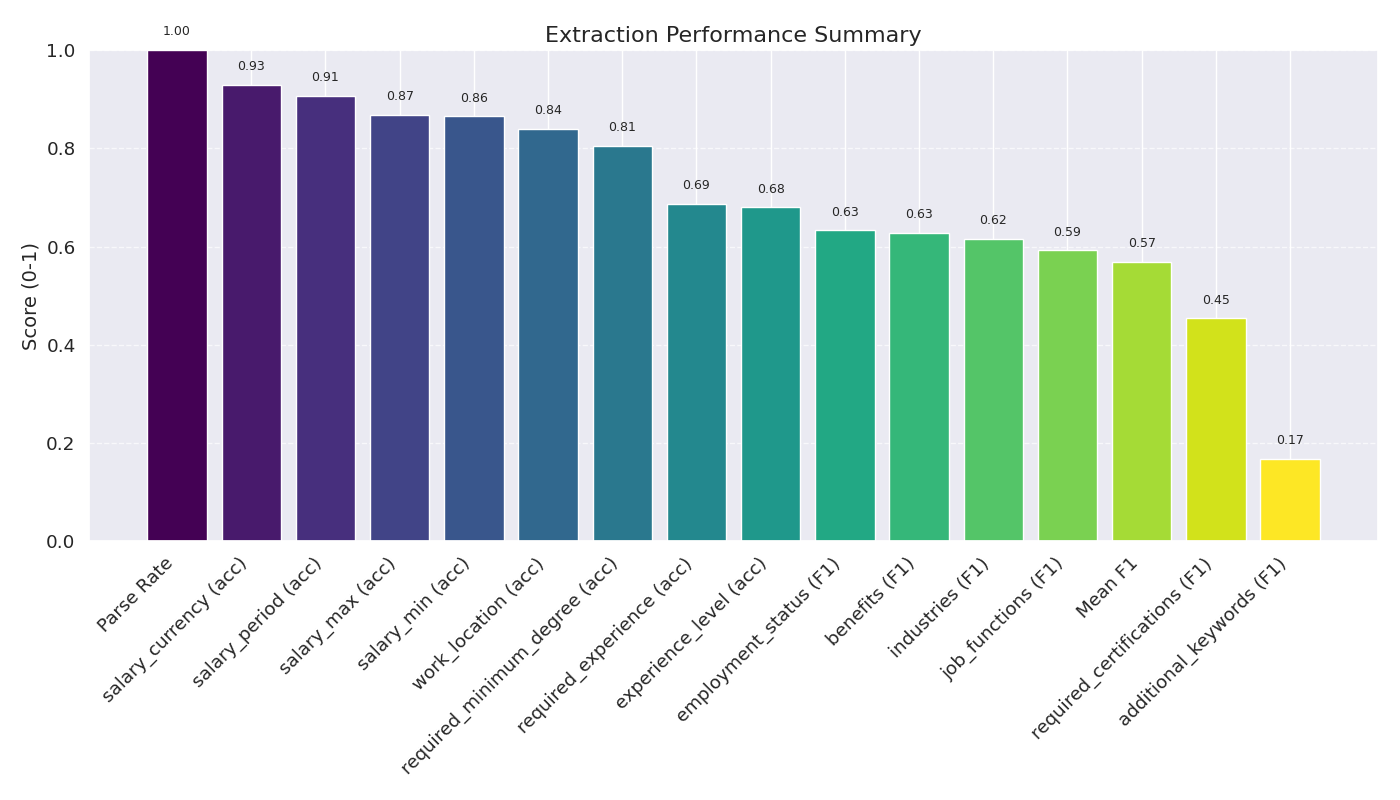 Extraction Performance Summary
Score (0-1)
1.0
0.8
0.6
0.4
0.2
0.0
1.00
0.93
0.91
0.87
0.86
0.84
0.81
0.69
0.68
0.63
0.63
0.62
0.59
0.57
0.45
0.17
Parse Rate
salary_currency (acc)
salary_period (acc)
salary_max (acc)
salary_min (acc)
work_location (acc)
required_minimum_degree (acc)
required_experience (acc)
experience_level (acc)
employment_status (F1)
benefits (F1)
industries (F1)
job_functions (F1)
Mean F1
required_certifications (F1)
additional_keywords (F1)